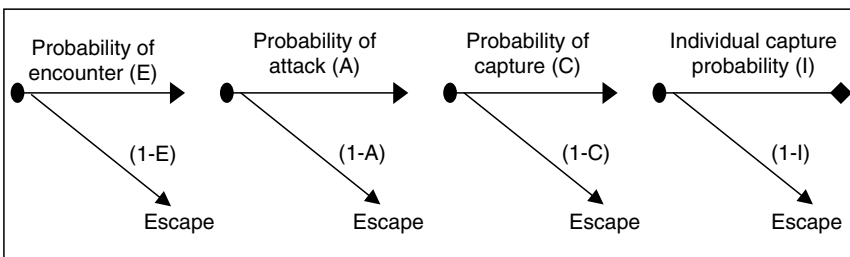 Probability of
encounter (E)
Probability of
attack (A)
Probability of
capture (C)
Individual capture
probability (I)
(1-E)
(1-A)
(1-C)
(1-I)
Escape
Escape
Escape
Escape